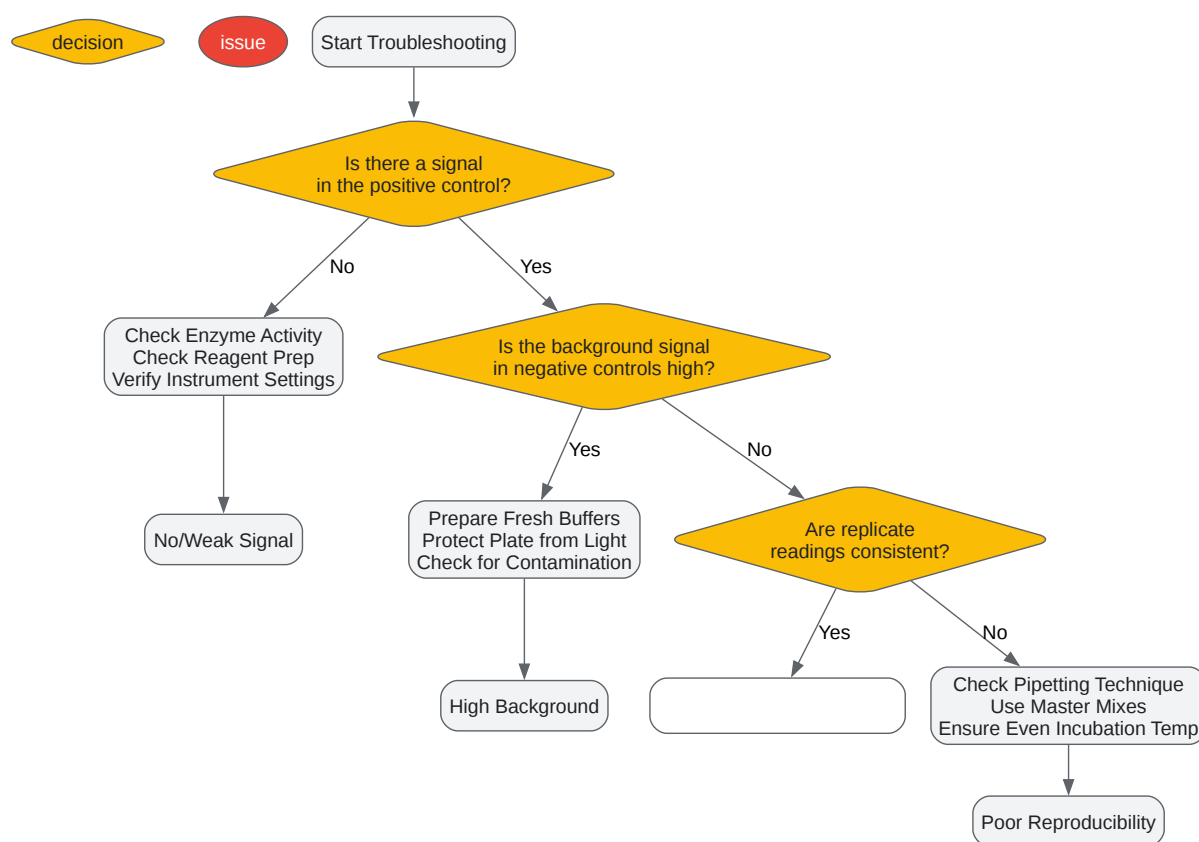 decision
issue
Start Troubleshooting
Is there a signal
in the positive control?
No
Yes
Check Enzyme Activity
Check Reagent Prep
Verify Instrument Settings
Is the background signal
in negative controls high?
Yes
No
No/Weak Signal
Prepare Fresh Buffers
Protect Plate from Light
Check for Contamination
Are replicate
readings consistent?
Yes
No
High Background
Check Pipetting Technique
Use Master Mixes
Ensure Even Incubation Temp
Poor Reproducibility